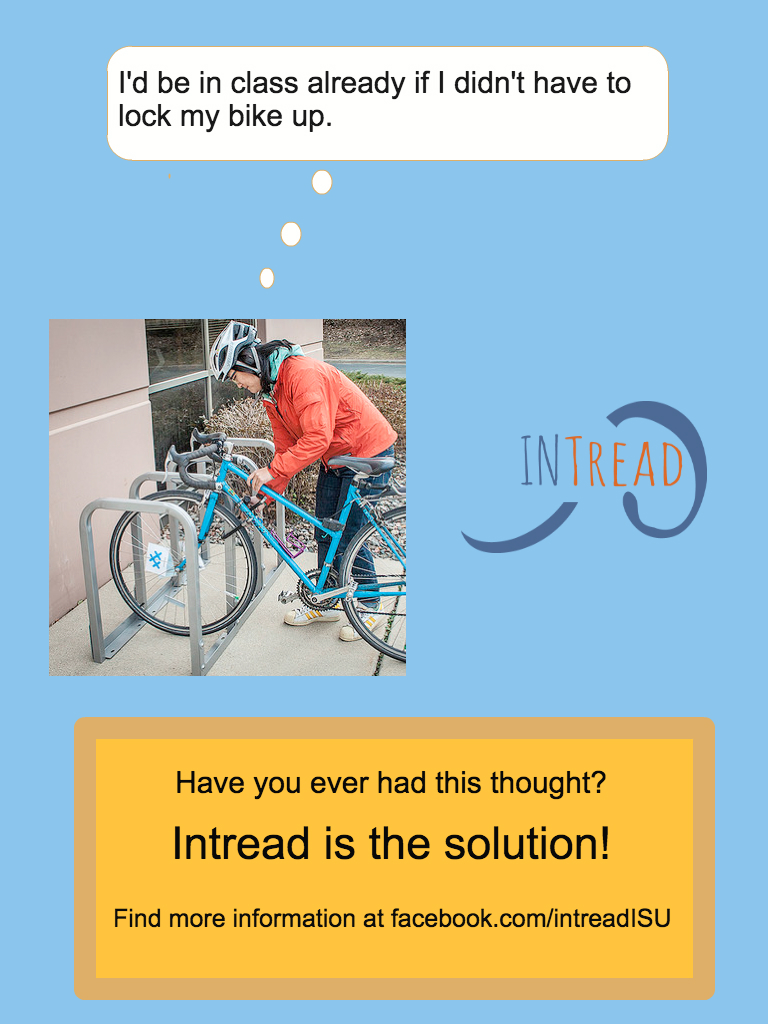 I'd be in class already if I didn't have to
lock my bike up.
INTREAD
Have you ever had this thought?
Intread is the solution!
Find more information at facebook.com/intreadISU